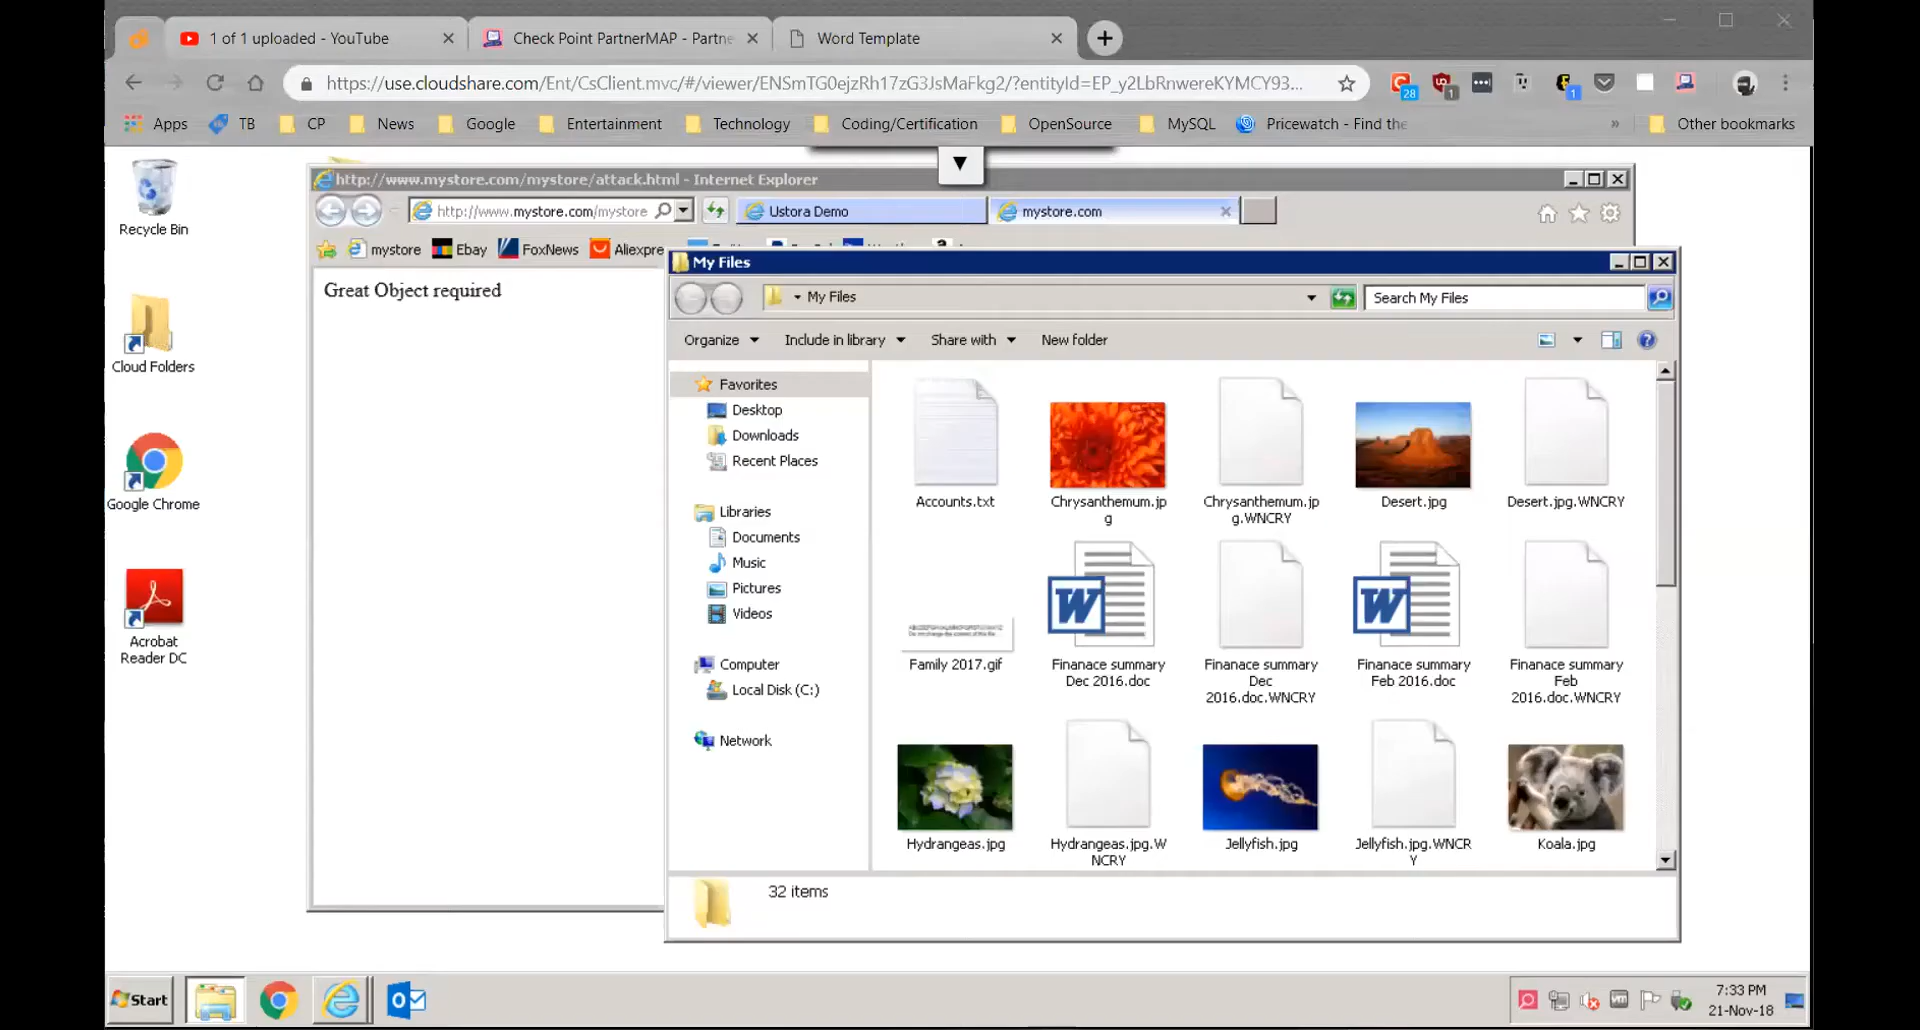 1 of 1 uploaded - YouTube
Check Point PartnerMAP - Partne
Word Template
https://use.cloudshare.com/Ent/CsClient.mvc/#/viewer/ENSmTG0ejzRh17zG3JsMaFkg2/?entityId=EP_y2LbRnwereKYMCY93...
28
1
1
Apps
TB
CP
News
Google
Entertainment
Technology
Coding/Certification
OpenSource
MySQL
Pricewatch - Find the
»
Other bookmarks
Recycle Bin
Cloud Folders
Google Chrome
Acrobat
Reader DC
http://www.mystore.com/mystore/attack.html - Internet Explorer
http://www.mystore.com/mystore
Ustora Demo
mystore.com
mystore
Ebay
FoxNews
Aliexpre
Great Object required
My Files
My Files
Search My Files
Organize
Include in library
Share with
New folder
Favorites
Desktop
Downloads
Recent Places
Libraries
Documents
Music
Pictures
Videos
Computer
Local Disk (C:)
Network
Accounts.txt
Chrysanthemum.jp
g
Chrysanthemum.jp
g.WNCRY
Desert.jpg
Desert.jpg.WNCRY
Family 2017.gif
Finanace summary
Dec 2016.doc
Finanace summary
Dec
2016.doc.WNCRY
Finanace summary
Feb 2016.doc
Finanace summary
Feb
2016.doc.WNCRY
Hydrangeas.jpg
Hydrangeas.jpg.W
NCRY
Jellyfish.jpg
Jellyfish.jpg.WNCR
Y
Koala.jpg
32 items
Start
7:33 PM
21-Nov-18